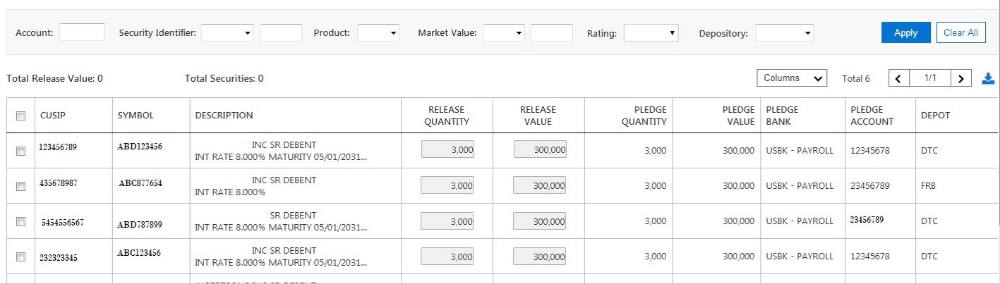 Account: Security Identifier: Product: Market Value: Rating: Depository: Apply Clear All
Total Release Value: 0 Total Securities: 0 Columns Total 6 1/1
CUSIP SYMBOL DESCRIPTION RELEASE QUANTITY RELEASE VALUE PLEDGE QUANTITY PLEDGE VALUE PLEDGE BANK PLEDGE ACCOUNT DEPOT
123456789 ABD123456 INC SR DEBENT 3,000 300,000 3,000 300,000 USBK - PAYROLL 12345678 DTC
INT RATE 8.000% MATURITY 05/01/2031...
435678987 ABC877654 INC SR DEBENT 3,000 300,000 3,000 300,000 USBK - PAYROLL 23456789 FRB
INT RATE 8.000%
5454556567 ABD787899 SR DEBENT 3,000 300,000 3,000 300,000 USBK - PAYROLL 23456789 DTC
INT RATE 8.000% MATURITY 05/01/2031...
232323345 ABC123456 INC SR DEBENT 3,000 300,000 3,000 300,000 USBK - PAYROLL 12345678 DTC
INT RATE 8.000% MATURITY 05/01/2031...